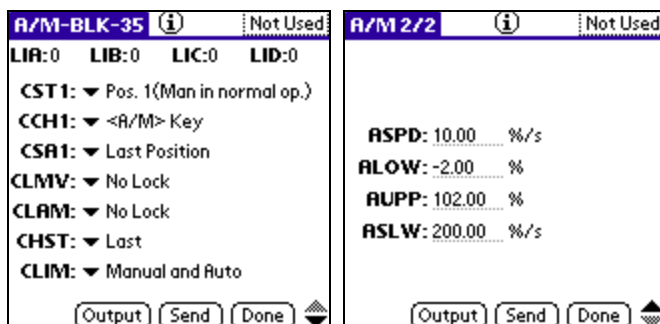 A/M-BLK-35 i Not Used
LIA:0 LIB:0 LIC:0 LID:0
CST1: Pos. 1(Man in normal op.)
CCH1: <A/M> Key
CSA1: Last Position
CLMV: No Lock
CLAM: No Lock
CHST: Last
CLIM: Manual and Auto
Output Send Done
A/M 2/2 i Not Used
ASPD: 10.00 %/s
ALOW: -2.00 %
AUPP: 102.00 %
ASLW: 200.00 %/s
Output Send Done